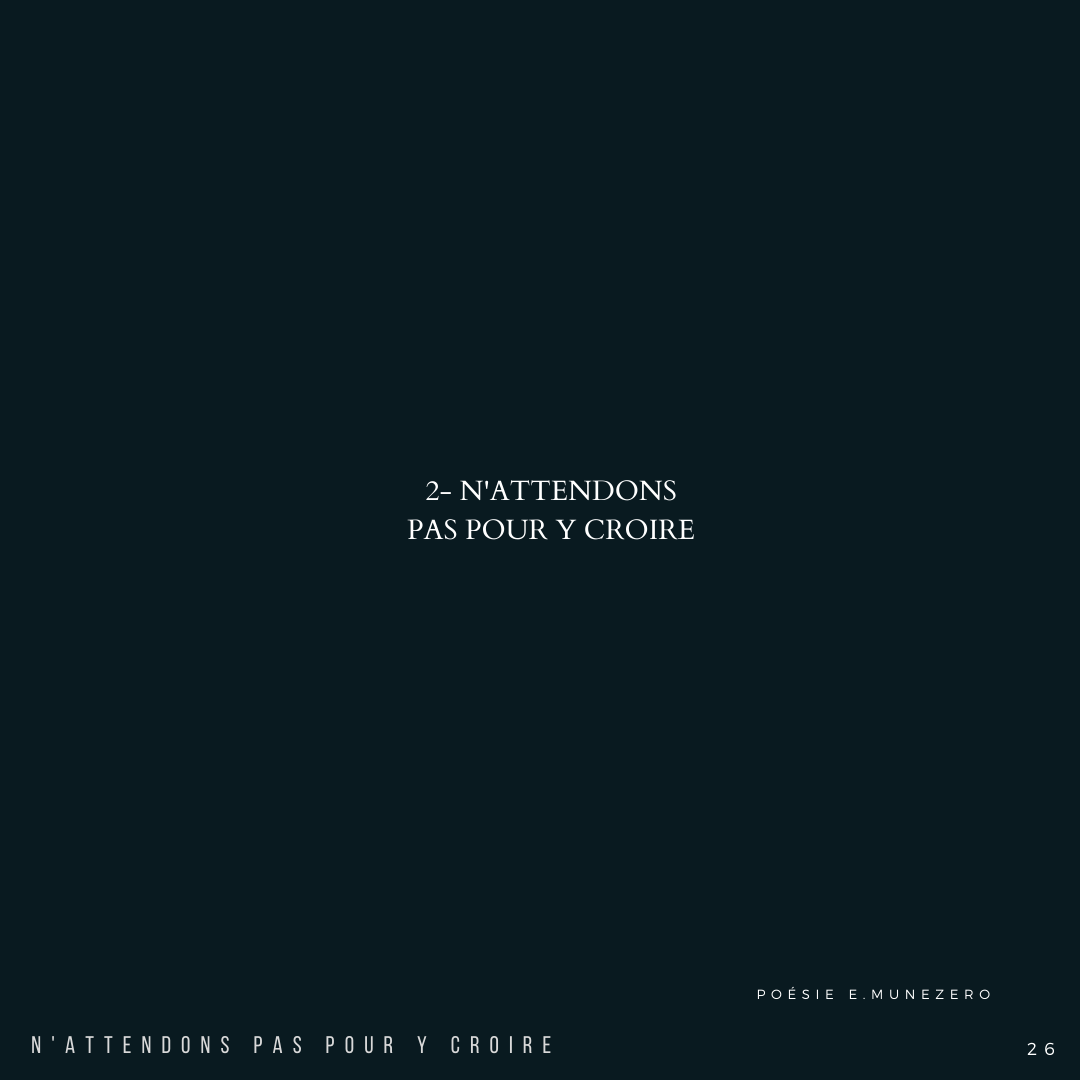 2- N'ATTENDONS
PAS POUR Y CROIRE
POÉSIE E.MUNEZERO
N'ATTENDONS PAS POUR Y CROIRE
26